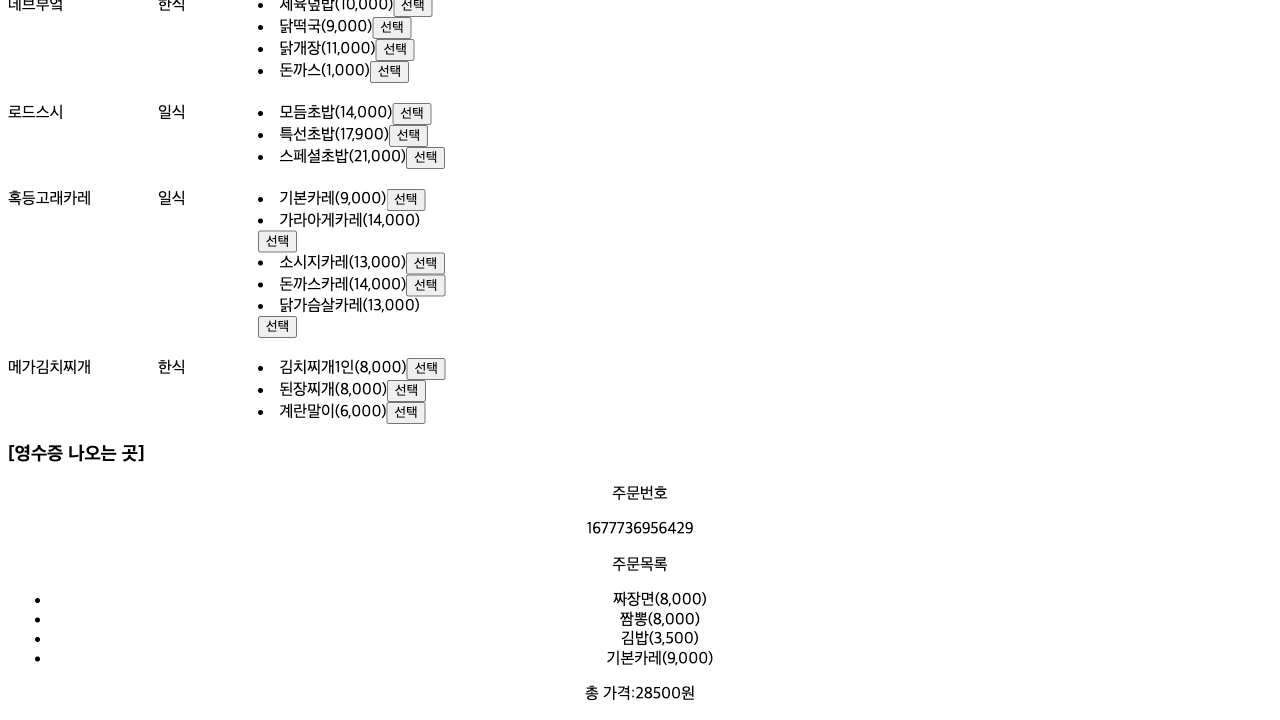 데브부엌 한식 제육덮밥(10,000) 선택
닭떡국(9,000) 선택
닭개장(11,000) 선택
돈까스(1,000) 선택
로드스시 일식 모듬초밥(14,000) 선택
특선초밥(17,900) 선택
스페셜초밥(21,000) 선택
혹등고래카레 일식 기본카레(9,000) 선택
가라아게카레(14,000)
선택
소시지카레(13,000) 선택
돈까스카레(14,000) 선택
닭가슴살카레(13,000)
선택
메가김치찌개 한식 김치찌개1인(8,000) 선택
된장찌개(8,000) 선택
계란말이(6,000) 선택
[영수증 나오는 곳]
주문번호
1677736956429
주문목록
짜장면(8,000)
짬뽕(8,000)
김밥(3,500)
기본카레(9,000)
총 가격:28500원